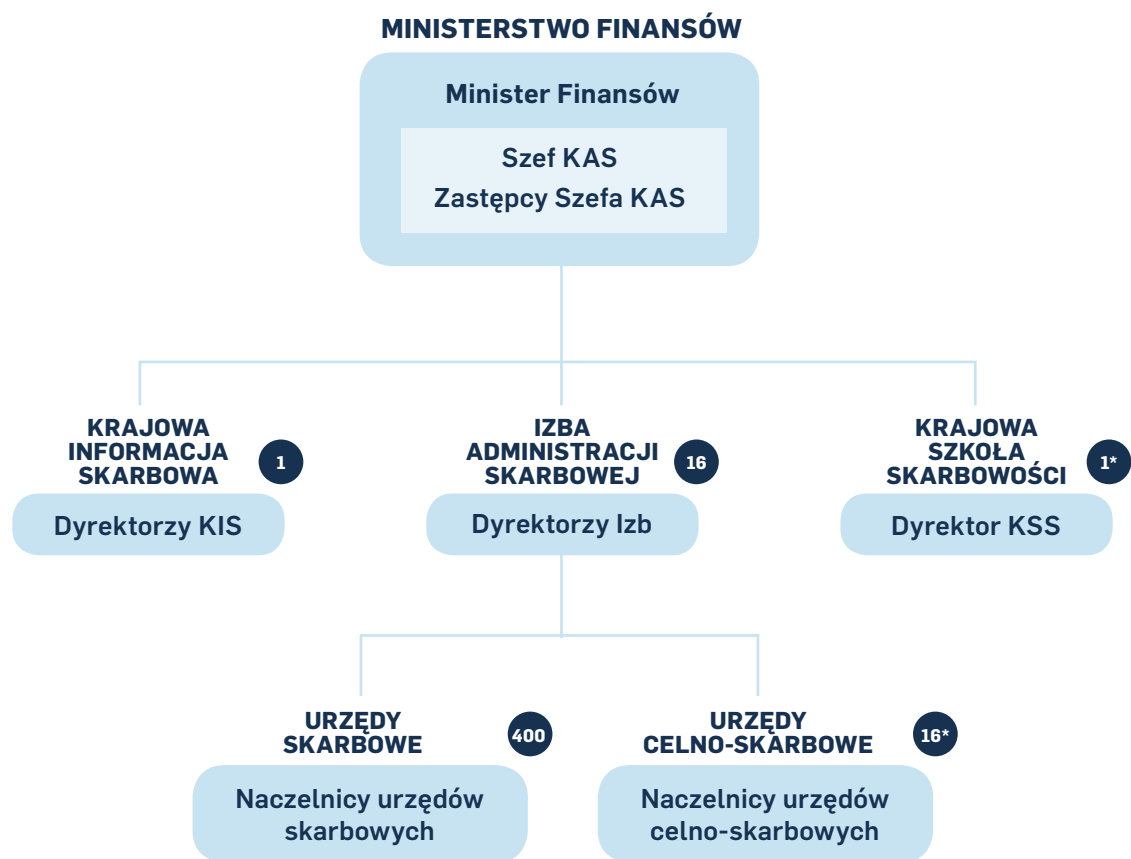 MINISTERSTWO FINANSÓW
Minister Finansów
Szef KAS
Zastępcy Szefa KAS
KRAJOWA
INFORMACJA
SKARBOWA
1
Dyrektorzy KIS
IZBA
ADMINISTRACJI
SKARBOWEJ
16
Dyrektorzy Izb
KRAJOWA
SZKOŁA
SKARBOWOŚCI
1*
Dyrektor KSS
URZĘDY
SKARBOWE
400
Naczelnicy urzędów
skarbowych
URZĘDY
CELNO-SKARBOWE
16*
Naczelnicy urzędów
celno-skarbowych